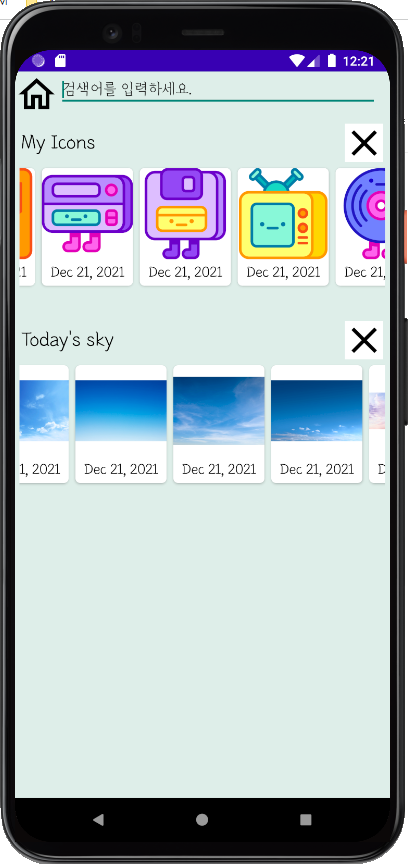 12:21
검색어를 입력하세요.
My Icons
1 Dec 21, 2021 Dec 21, 2021 Dec 21, 2021 Dec 21,
Today's sky
1, 2021 Dec 21, 2021 Dec 21, 2021 Dec 21, 2021 D